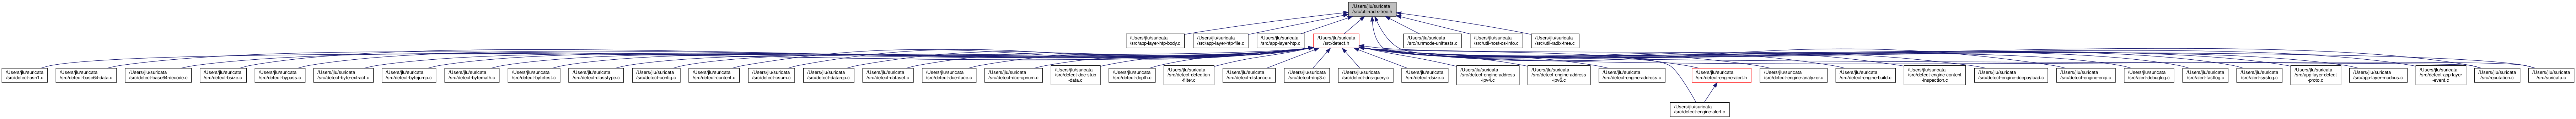 /Users/jlu/suricata
/src/util-radix-tree.h
/Users/jlu/suricata
/src/app-layer-htp-body.c
/Users/jlu/suricata
/src/app-layer-htp-file.c
/Users/jlu/suricata
/src/app-layer-htp.c
/Users/jlu/suricata
/src/detect.h
/Users/jlu/suricata
/src/runmode-unittests.c
/Users/jlu/suricata
/src/util-host-os-info.c
/Users/jlu/suricata
/src/util-radix-tree.c
/Users/jlu/suricata
/src/detect-asn1.c
/Users/jlu/suricata
/src/detect-base64-data.c
/Users/jlu/suricata
/src/detect-base64-decode.c
/Users/jlu/suricata
/src/detect-bsize.c
/Users/jlu/suricata
/src/detect-bypass.c
/Users/jlu/suricata
/src/detect-byte-extract.c
/Users/jlu/suricata
/src/detect-bytejump.c
/Users/jlu/suricata
/src/detect-bytemath.c
/Users/jlu/suricata
/src/detect-bytetest.c
/Users/jlu/suricata
/src/detect-classtype.c
/Users/jlu/suricata
/src/detect-config.c
/Users/jlu/suricata
/src/detect-content.c
/Users/jlu/suricata
/src/detect-csum.c
/Users/jlu/suricata
/src/detect-datarep.c
/Users/jlu/suricata
/src/detect-dataset.c
/Users/jlu/suricata
/src/detect-dce-iface.c
/Users/jlu/suricata
/src/detect-dce-opnum.c
/Users/jlu/suricata
/src/detect-dce-stub
-data.c
/Users/jlu/suricata
/src/detect-depth.c
/Users/jlu/suricata
/src/detect-detection
-filter.c
/Users/jlu/suricata
/src/detect-distance.c
/Users/jlu/suricata
/src/detect-dnp3.c
/Users/jlu/suricata
/src/detect-dns-query.c
/Users/jlu/suricata
/src/detect-dsize.c
/Users/jlu/suricata
/src/detect-engine-address
-ipv4.c
/Users/jlu/suricata
/src/detect-engine-address
-ipv6.c
/Users/jlu/suricata
/src/detect-engine-address.c
/Users/jlu/suricata
/src/detect-engine-alert.h
/Users/jlu/suricata
/src/detect-engine-analyzer.c
/Users/jlu/suricata
/src/detect-engine-build.c
/Users/jlu/suricata
/src/detect-engine-content
-inspection.c
/Users/jlu/suricata
/src/detect-engine-dcepayload.c
/Users/jlu/suricata
/src/detect-engine-enip.c
/Users/jlu/suricata
/src/alert-debuglog.c
/Users/jlu/suricata
/src/alert-fastlog.c
/Users/jlu/suricata
/src/alert-syslog.c
/Users/jlu/suricata
/src/app-layer-detect
-proto.c
/Users/jlu/suricata
/src/app-layer-modbus.c
/Users/jlu/suricata
/src/detect-app-layer
-event.c
/Users/jlu/suricata
/src/reputation.c
/Users/jlu/suricata
/src/suricata.c
/Users/jlu/suricata
/src/detect-engine-alert.c